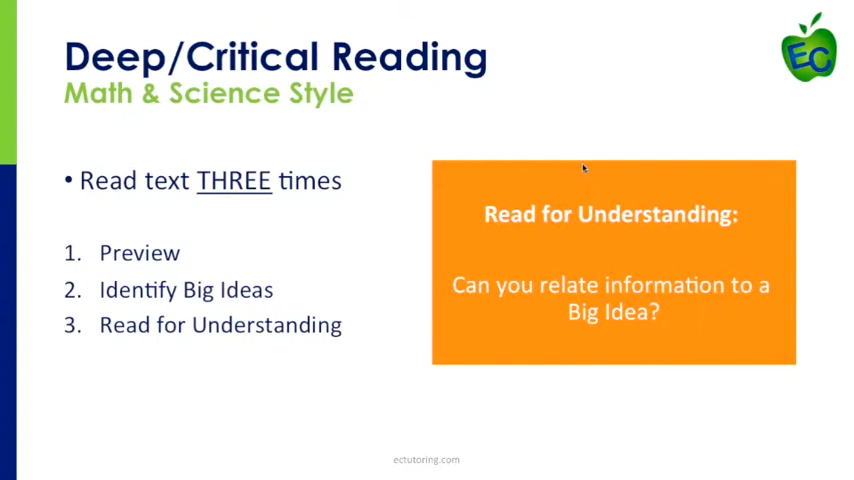 Deep/Critical Reading
Math & Science Style
EC
• Read text THREE times
1. Preview
2. Identify Big Ideas
3. Read for Understanding
Read for Understanding:
Can you relate information to a
Big Idea?
ectutoring.com